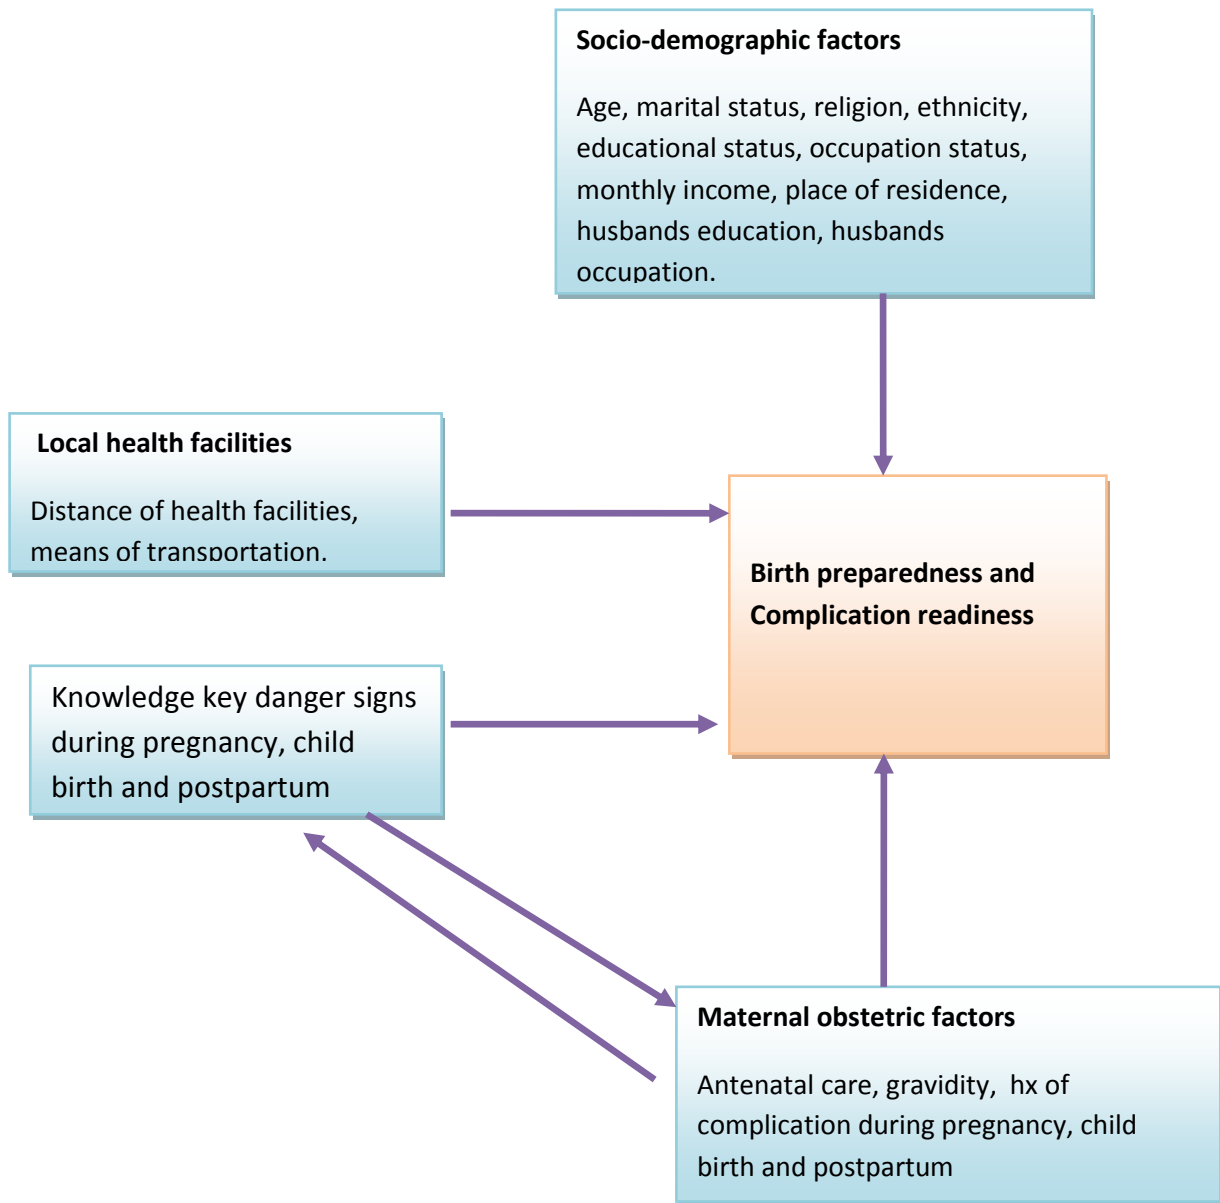 Socio-demographic factors
Age, marital status, religion, ethnicity,
educational status, occupation status,
monthly income, place of residence,
husbands education, husbands
occupation.
Local health facilities
Distance of health facilities,
means of transportation.
Birth preparedness and
Complication readiness
Knowledge key danger signs
during pregnancy, child
birth and postpartum
Maternal obstetric factors
Antenatal care, gravidity, hx of
complication during pregnancy, child
birth and postpartum